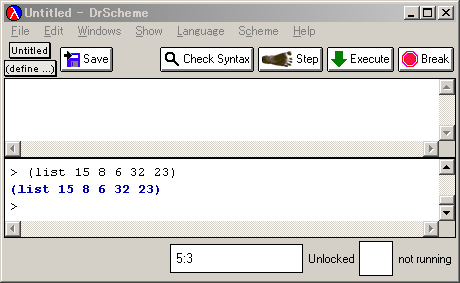 Untitled - DrScheme
File Edit Windows Show Language Scheme Help
Untitled
(define ...)
Save
Check Syntax
Step
Execute
Break
> (list 15 8 6 32 23)
(list 15 8 6 32 23)
>
5:3
Unlocked
not running